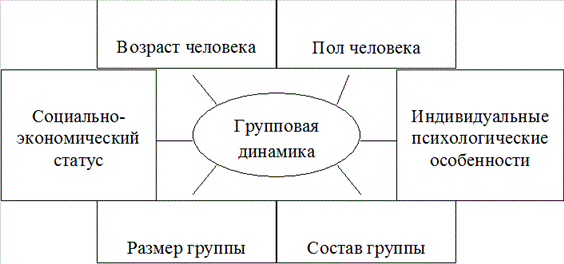 Возраст человека
Пол человека
Социально-
экономический
статус
Групповая
динамика
Индивидуальные
психологические
особенности
Размер группы
Состав группы